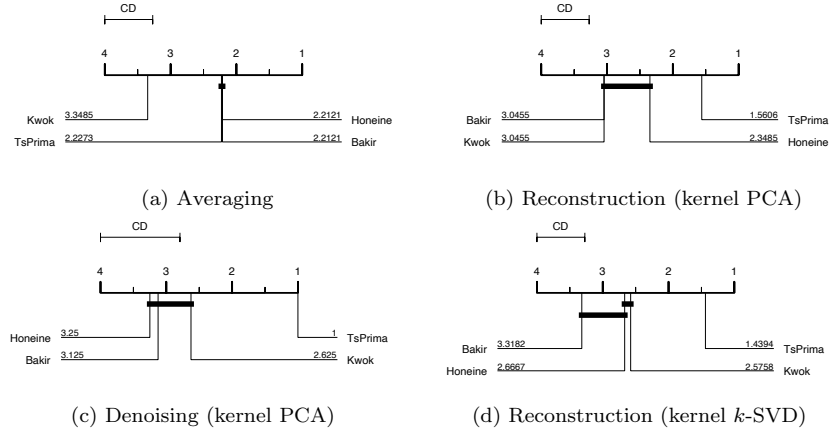 CD
4 3 2 1
Kwok 3.3485 2.2121 Honeine
TsPrima 2.2273 2.2121 Bakir
(a) Averaging
CD
4 3 2 1
Bakir 3.0455 1.5606 TsPrima
Kwok 3.0455 2.3485 Honeine
(b) Reconstruction (kernel PCA)
CD
4 3 2 1
Honeine 3.25 1 TsPrima
Bakir 3.125 2.625 Kwok
(c) Denoising (kernel PCA)
CD
4 3 2 1
Bakir 3.3182 1.4394 TsPrima
Honeine 2.6667 2.5758 Kwok
(d) Reconstruction (kernel k-SVD)